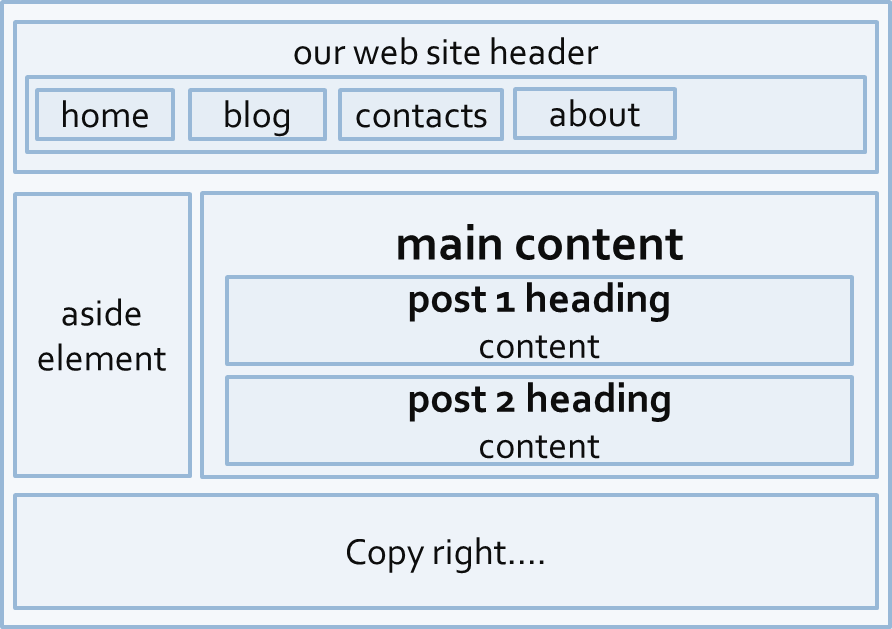 our web site header
home blog contacts about
aside
element
main content
post 1 heading
content
post 2 heading
content
Copy right....